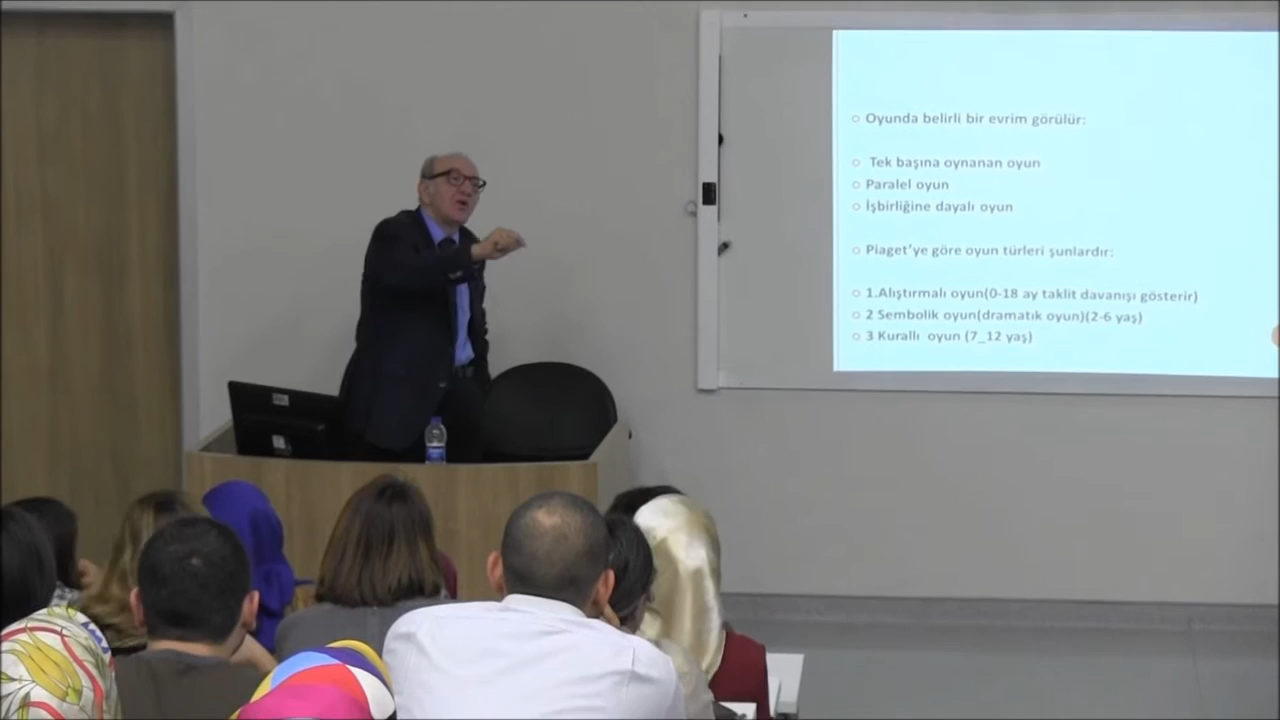 Oyunda belirli bir evrim görülür:
Tek başına oynanan oyun
Paralel oyun
İşbirliğine dayalı oyun
Piaget'ye göre oyun türleri şunlardır:
1.Alıştırmalı oyun(0-18 ay taklit davanışı gösterir)
2 Sembolik oyun(dramatik oyun)(2-6 yaş)
3 Kurallı oyun (7_12 yaş)